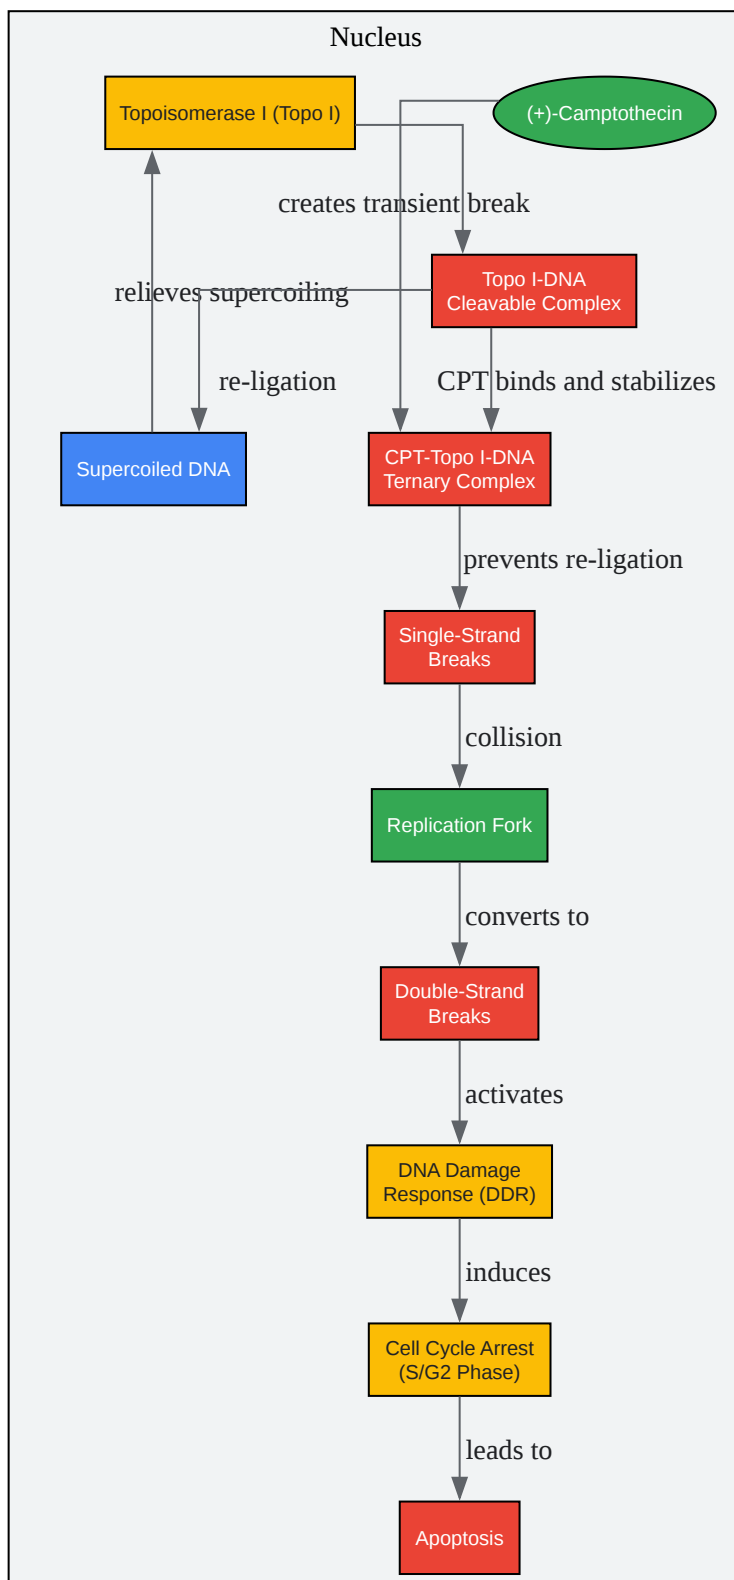 Nucleus
Topoisomerase I (Topo I)
(+)-Camptothecin
creates transient break
Topo I-DNA
Cleavable Complex
relieves supercoiling
re-ligation
CPT binds and stabilizes
Supercoiled DNA
CPT-Topo I-DNA
Ternary Complex
prevents re-ligation
Single-Strand
Breaks
collision
Replication Fork
converts to
Double-Strand
Breaks
activates
DNA Damage
Response (DDR)
induces
Cell Cycle Arrest
(S/G2 Phase)
leads to
Apoptosis